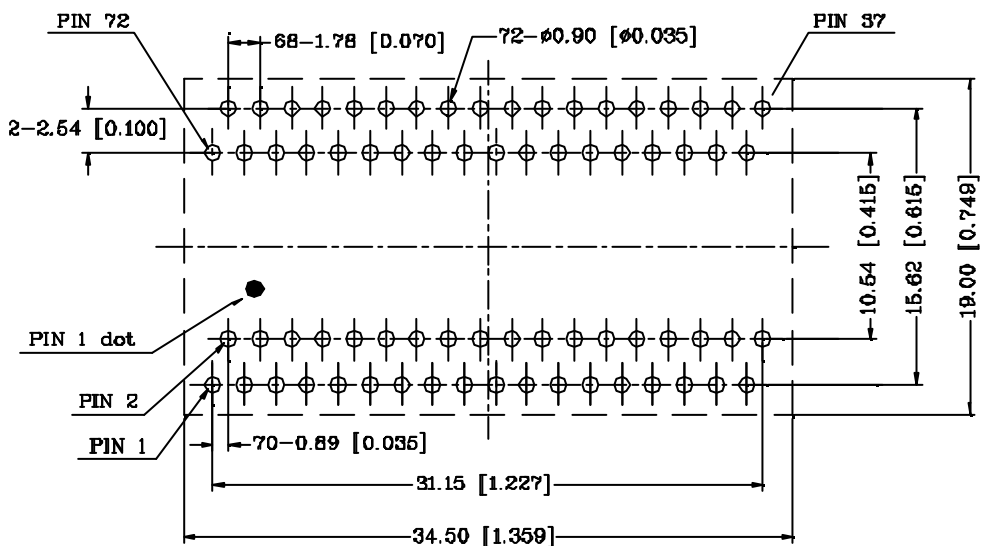 PIN 72
68-1.78 [0.070]
72-ø0.90 [ø0.035]
PIN 37
2-2.54 [0.100]
10.54 [0.415]
15.62 [0.615]
19.00 [0.749]
PIN 1 dot
PIN 2
PIN 1
70-0.89 [0.035]
31.15 [1.227]
34.50 [1.359]